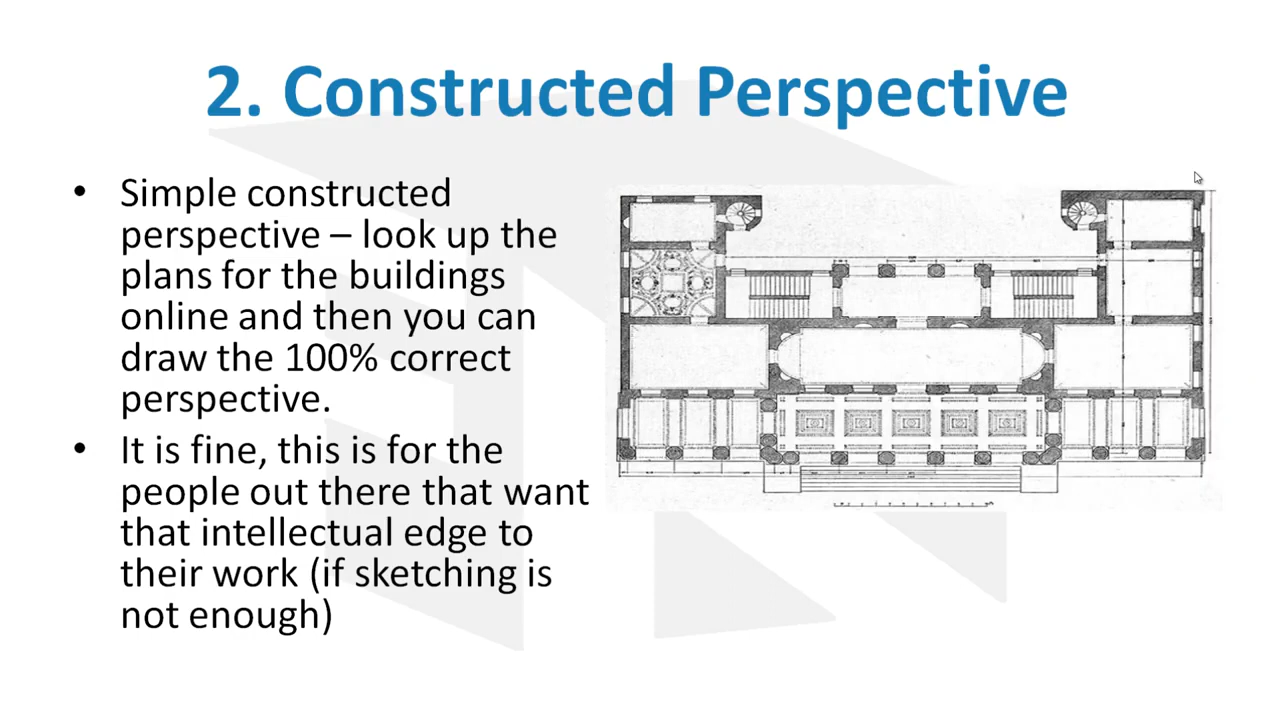 2. Constructed Perspective
• Simple constructed
perspective – look up the
plans for the buildings
online and then you can
draw the 100% correct
perspective.
• It is fine, this is for the
people out there that want
that intellectual edge to
their work (if sketching is
not enough)